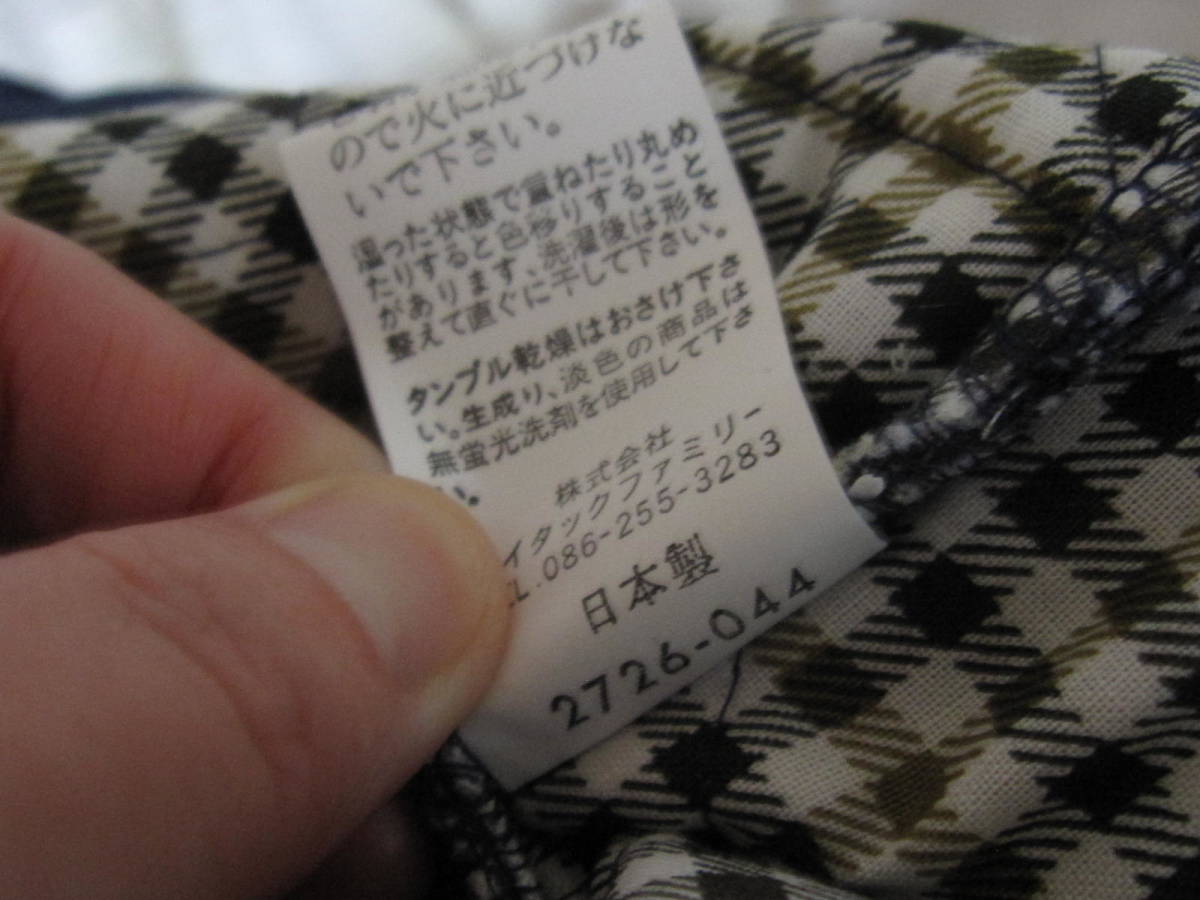 ので火に近づけな
いで下さい。
湿った状態で重ねたり丸め
たりすると色移りすること
があります、洗濯後は形を
整えて直ぐに干して下さい。
タンブル乾燥はおさけ下さ
い。生成り、淡色の商品は
無蛍光洗剤を使用して下さ
い。
株式会社
イタックファミリー
EL.086-255-3283
日本製
2726-044